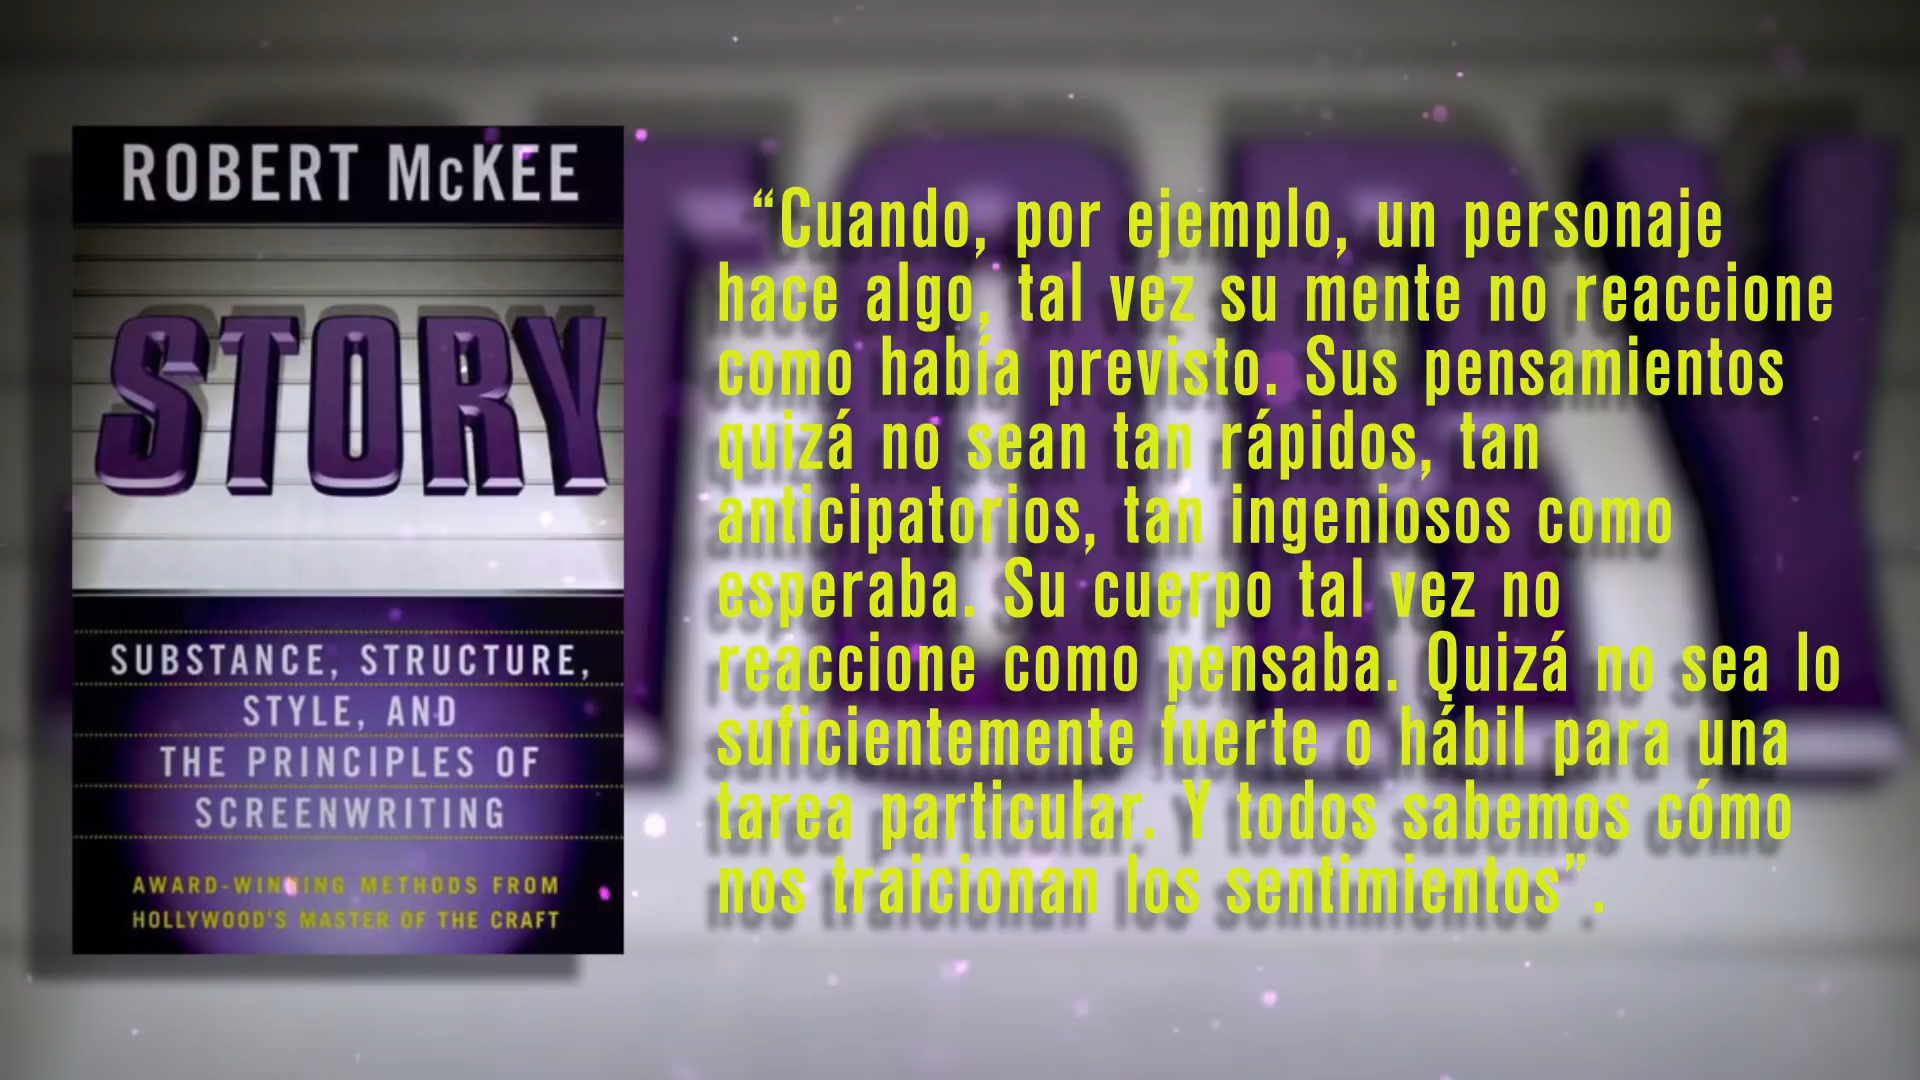 ROBERT McKEE
STORY
SUBSTANCE, STRUCTURE,
STYLE, AND
THE PRINCIPLES OF
SCREENWRITING
AWARD-WINNING METHODS FROM
HOLLYWOOD'S MASTER OF THE CRAFT
“Cuando, por ejemplo, un personaje
hace algo, tal vez su mente no reaccione
como había previsto. Sus pensamientos
quizá no sean tan rápidos, tan
anticipatorios, tan ingeniosos como
esperaba. Su cuerpo tal vez no
reaccione como pensaba. Quizá no sea lo
suficientemente fuerte o hábil para una
tarea particular. Y todos sabemos cómo
nos traicionan los sentimientos”.